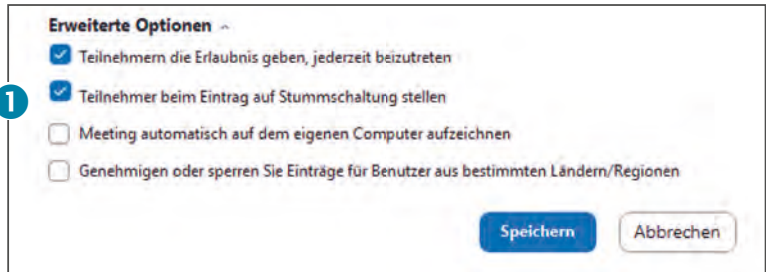 Erweiterte Optionen
Teilnehmern die Erlaubnis geben, jederzeit beizutreten
1
Teilnehmer beim Eintrag auf Stummschaltung stellen
Meeting automatisch auf dem eigenen Computer aufzeichnen
Genehmigen oder sperren Sie Einträge für Benutzer aus bestimmten Ländern/Regionen
Speichern Abbrechen